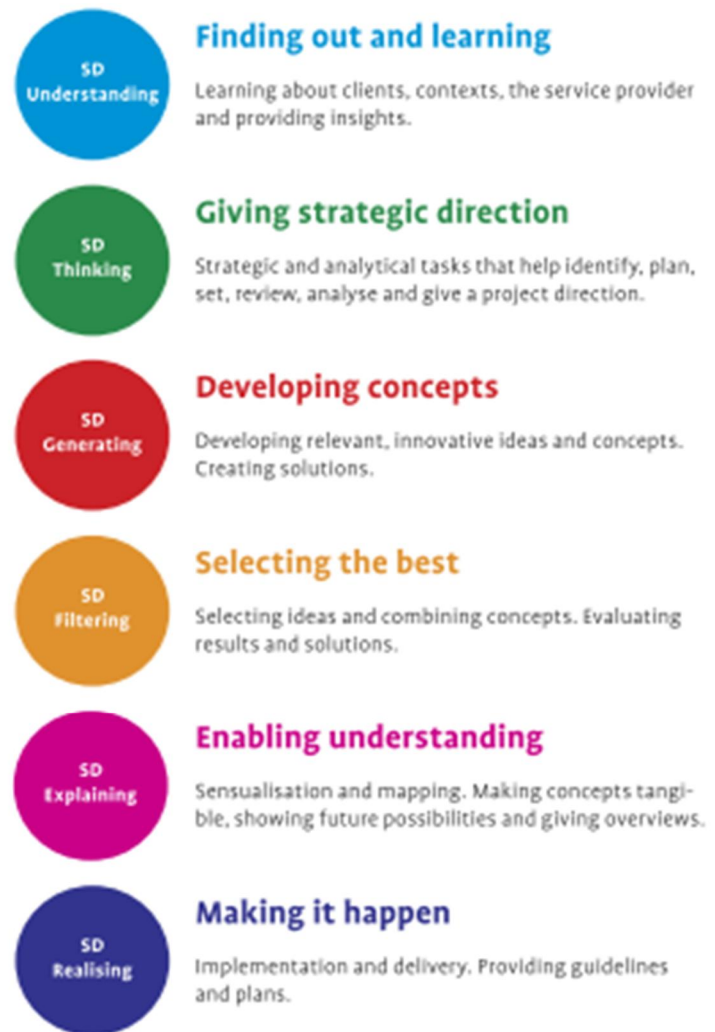 SD
Understanding
Finding out and learning
Learning about clients, contexts, the service provider
and providing insights.
SD
Thinking
Giving strategic direction
Strategic and analytical tasks that help identify, plan,
set, review, analyse and give a project direction.
SD
Generating
Developing concepts
Developing relevant, innovative ideas and concepts.
Creating solutions.
SD
Filtering
Selecting the best
Selecting ideas and combining concepts. Evaluating
results and solutions.
SD
Explaining
Enabling understanding
Sensualisation and mapping. Making concepts tangi-
ble, showing future possibilities and giving overviews.
SD
Realising
Making it happen
Implementation and delivery. Providing guidelines
and plans.